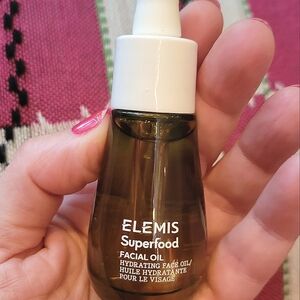 ELEMIS
Superfood
FACIAL OIL
HYDRATING FACE OIL/
HUILE HYDRATANTE
POUR LE VISAGE